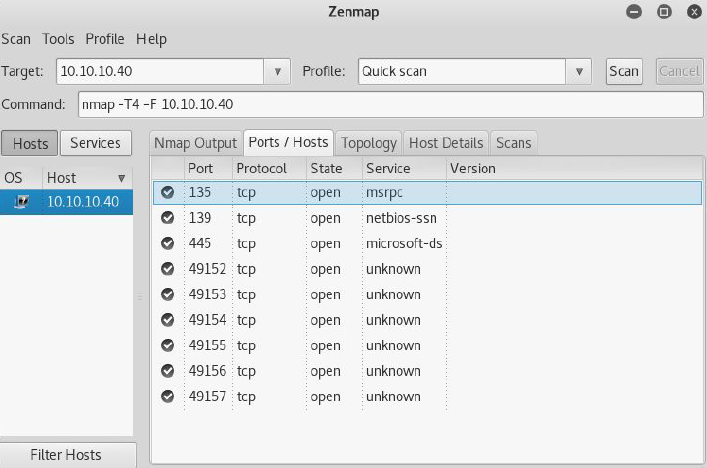 Zenmap
Scan Tools Profile Help
Target: 10.10.10.40 Profile: Quick scan Scan Cancel
Command: nmap -T4 -F 10.10.10.40
Hosts Services Nmap Output Ports / Hosts Topology Host Details Scans
OS Host Port Protocol State Service Version
10.10.10.40 135 tcp open msrpc
139 tcp open netbios-ssn
445 tcp open microsoft-ds
49152 tcp open unknown
49153 tcp open unknown
49154 tcp open unknown
49155 tcp open unknown
49156 tcp open unknown
49157 tcp open unknown
Filter Hosts